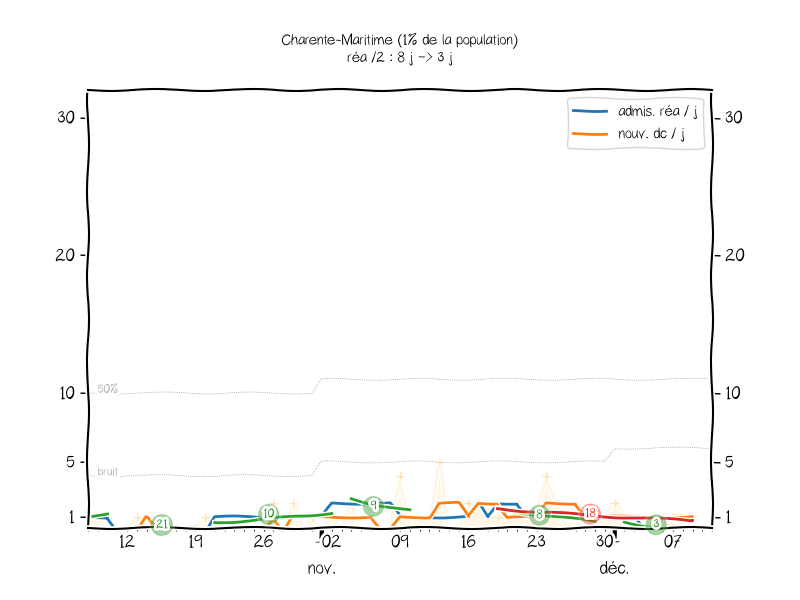 Charente-Maritime (1% de la population)
réa /2 : 8 j -> 3 j
admis. réa / j
nouv. dc / j
30 30
20 20
10 10
50%
5 5
bruit
1 1
21 10 9 8 18 3
12 19 26 02 09 16 23 30 07
nov. déc.